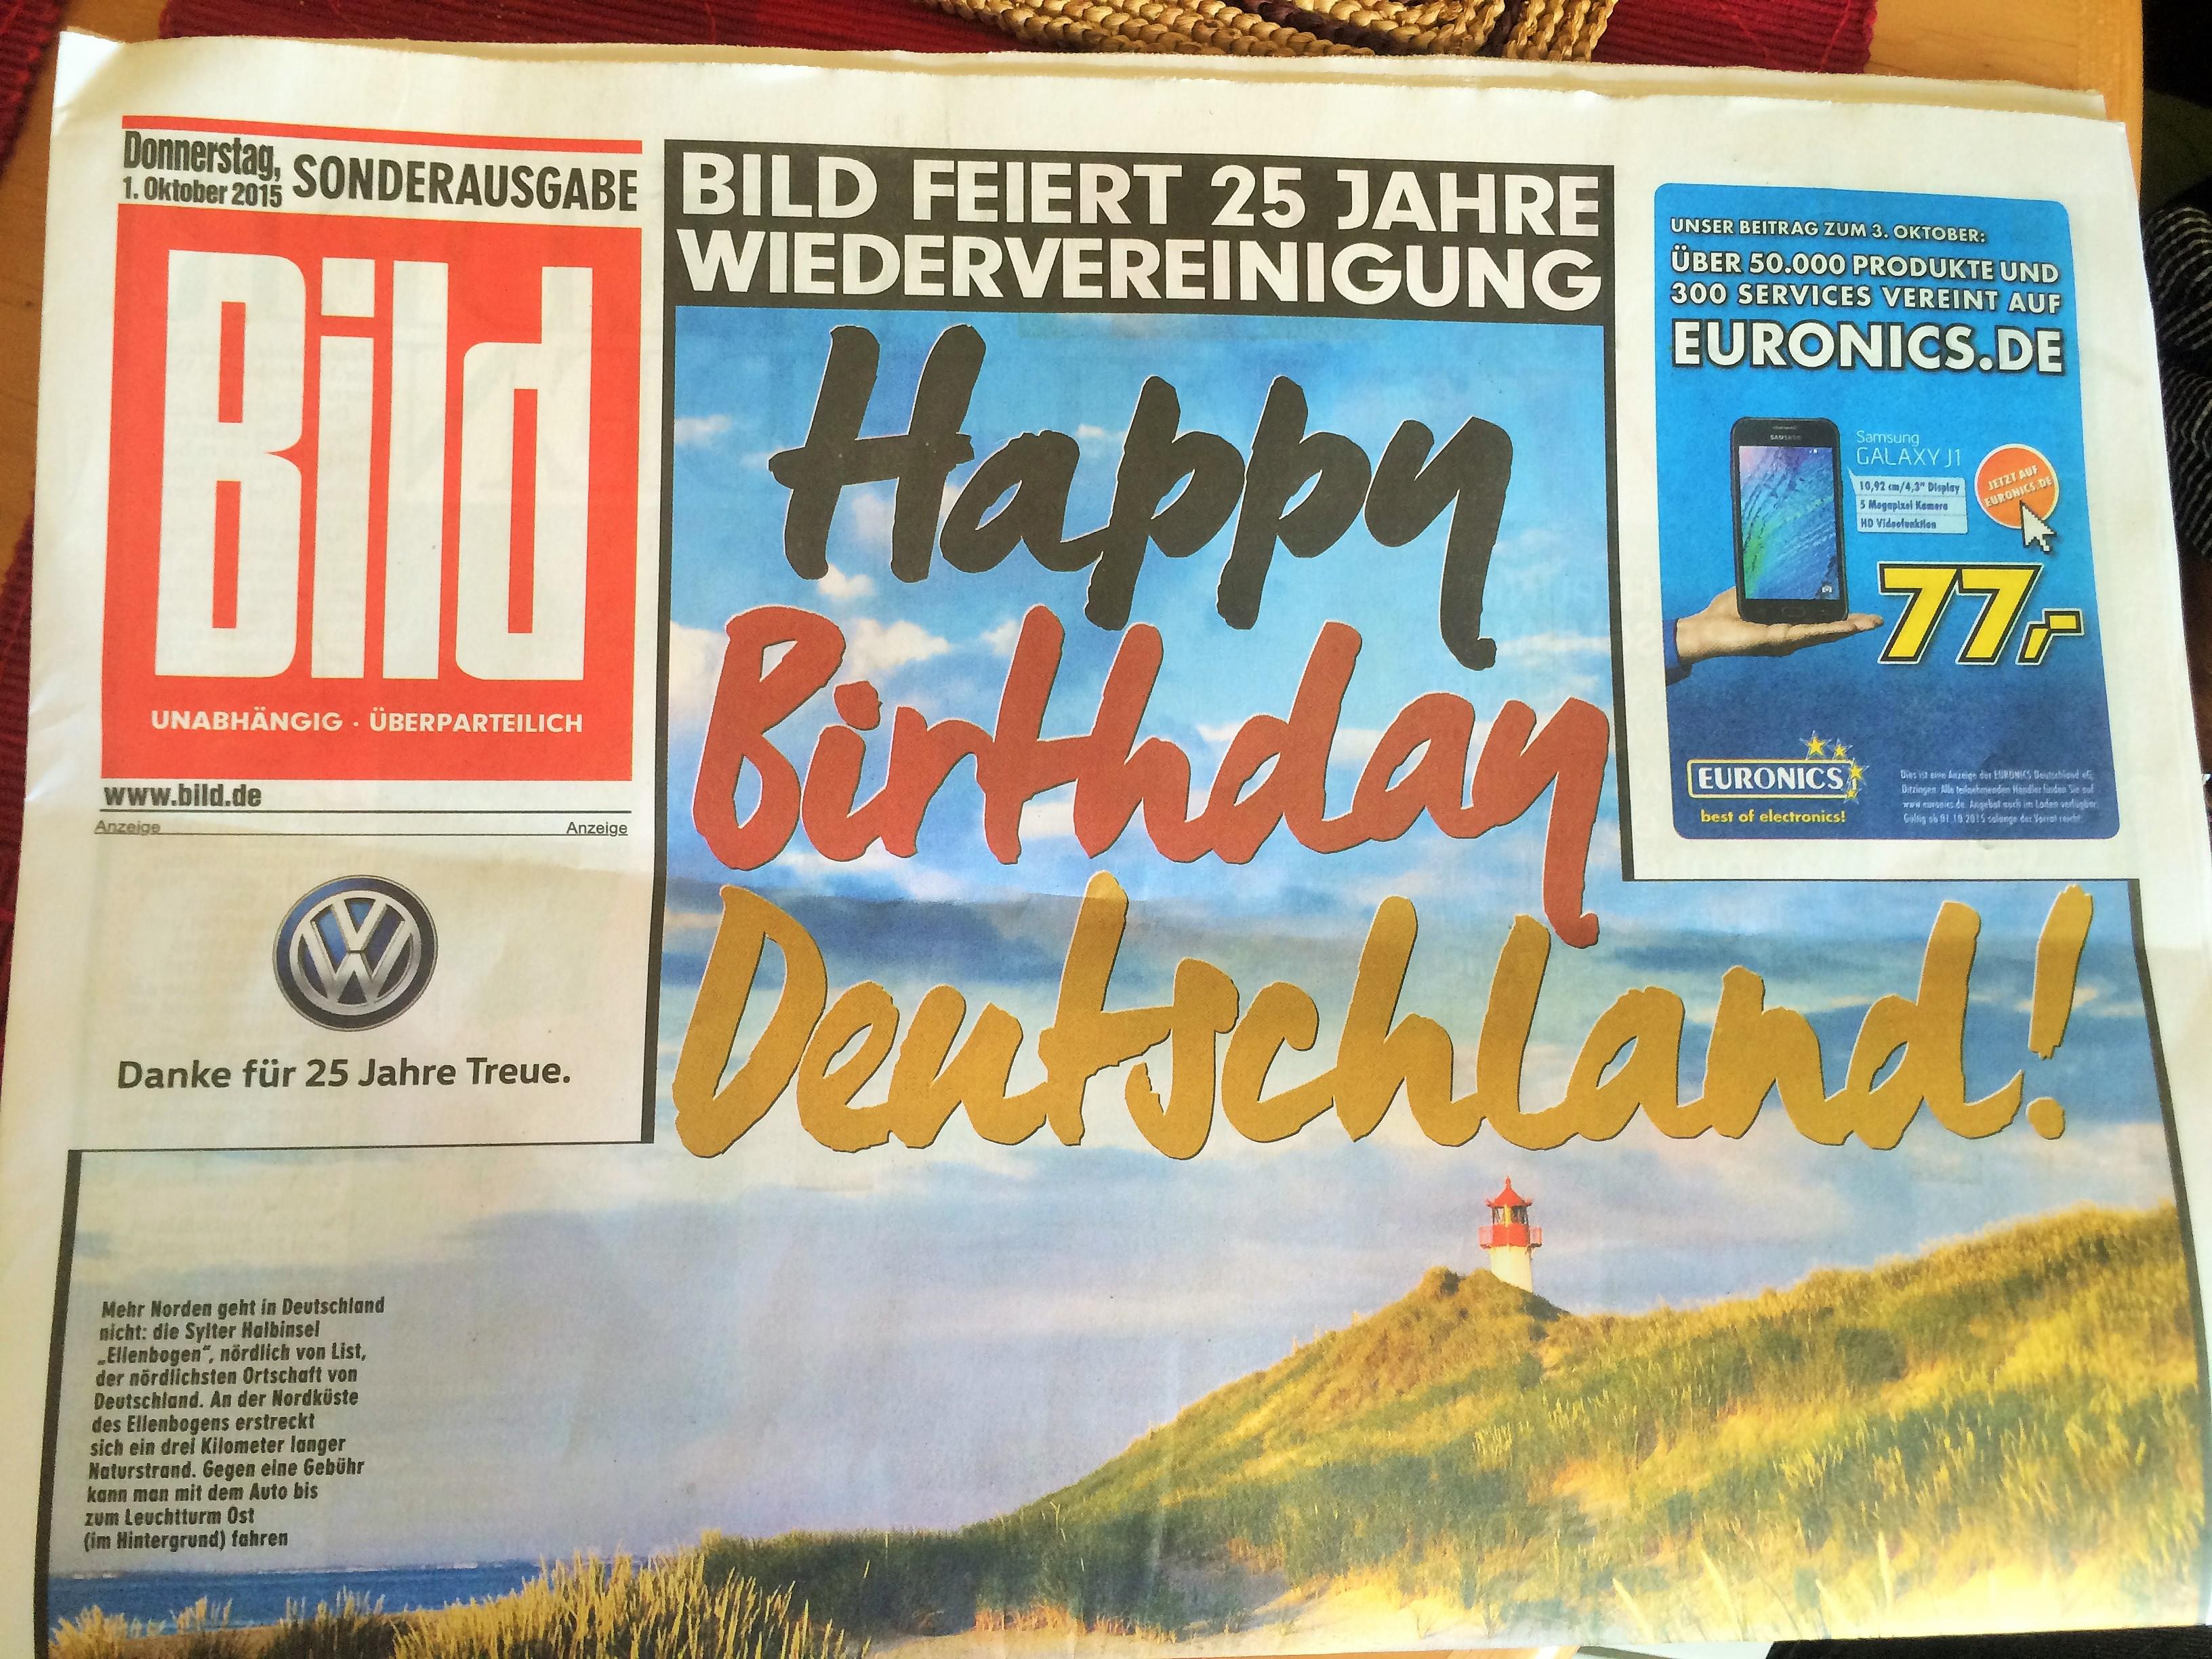 Donnerstag,
1. Oktober 2015
SONDERAUSGABE
Bild
UNABHÄNGIG · ÜBERPARTEILICH
www.bild.de
Anzeige
Anzeige
Danke für 25 Jahre Treue.
BILD FEIERT 25 JAHRE
WIEDERVEREINIGUNG
Happy
Birthday
Deutschland!
UNSER BEITRAG ZUM 3. OKTOBER:
ÜBER 50.000 PRODUKTE UND
300 SERVICES VEREINT AUF
EURONICS.DE
SAMSUNG
Samsung
GALAXY J1
10,92 cm/4,3" Display
5 Megapixel Kamera
HD Videofunktion
JETZT AUF
EURONICS.DE
77,-
EURONICS
best of electronics!
Dies ist eine Anzeige der EURONICS Deutschland eG,
Ditzingen. Alle teilnehmenden Händler finden Sie auf
www.euronics.de. Angebot auch im Laden verfügbar.
Gültig ab 01.10.2015 solange der Vorrat reicht.
Mehr Norden geht in Deutschland
nicht: die Sylter Halbinsel
„Ellenbogen“, nördlich von List,
der nördlichsten Ortschaft von
Deutschland. An der Nordküste
des Ellenbogens erstreckt
sich ein drei Kilometer langer
Naturstrand. Gegen eine Gebühr
kann man mit dem Auto bis
zum Leuchtturm Ost
(im Hintergrund) fahren